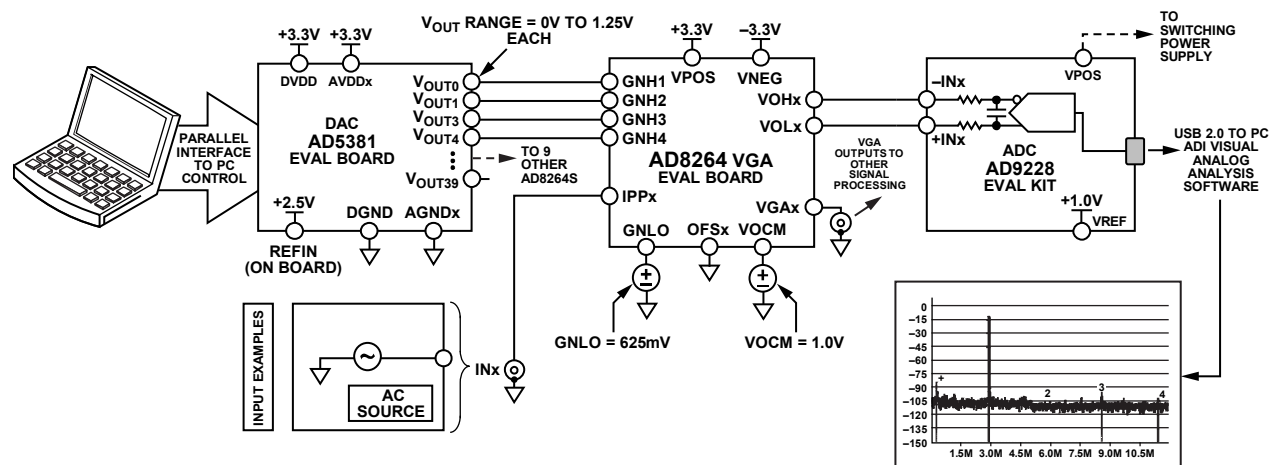 V_OUT RANGE = 0V TO 1.25V
EACH
+3.3V
+3.3V
DVDD
AVDDx
PARALLEL
INTERFACE
TO PC
CONTROL
DAC
AD5381
EVAL BOARD
V_OUT0
V_OUT1
V_OUT3
V_OUT4
V_OUT39
TO 9
OTHER
AD8264S
+2.5V
REFIN
(ON BOARD)
DGND
AGNDx
+3.3V
–3.3V
VPOS
VNEG
GNH1
GNH2
GNH3
GNH4
IPPx
AD8264 VGA
EVAL BOARD
VOHx
VOLx
VGAx
GNLO
OFSx
VOCM
GNLO = 625mV
VOCM = 1.0V
VGA
OUTPUTS TO
OTHER
SIGNAL
PROCESSING
TO
SWITCHING
POWER
SUPPLY
VPOS
–INx
+INx
ADC
AD9228
EVAL KIT
+1.0V
VREF
USB 2.0 TO PC
ADI VISUAL
ANALOG
ANALYSIS
SOFTWARE
INPUT EXAMPLES
~
AC
SOURCE
INx
0
–15
–30
–45
–60
–75
–90
–105
–120
–135
–150
+
2
3
4
1.5M 3.0M 4.5M 6.0M 7.5M 9.0M 10.5M